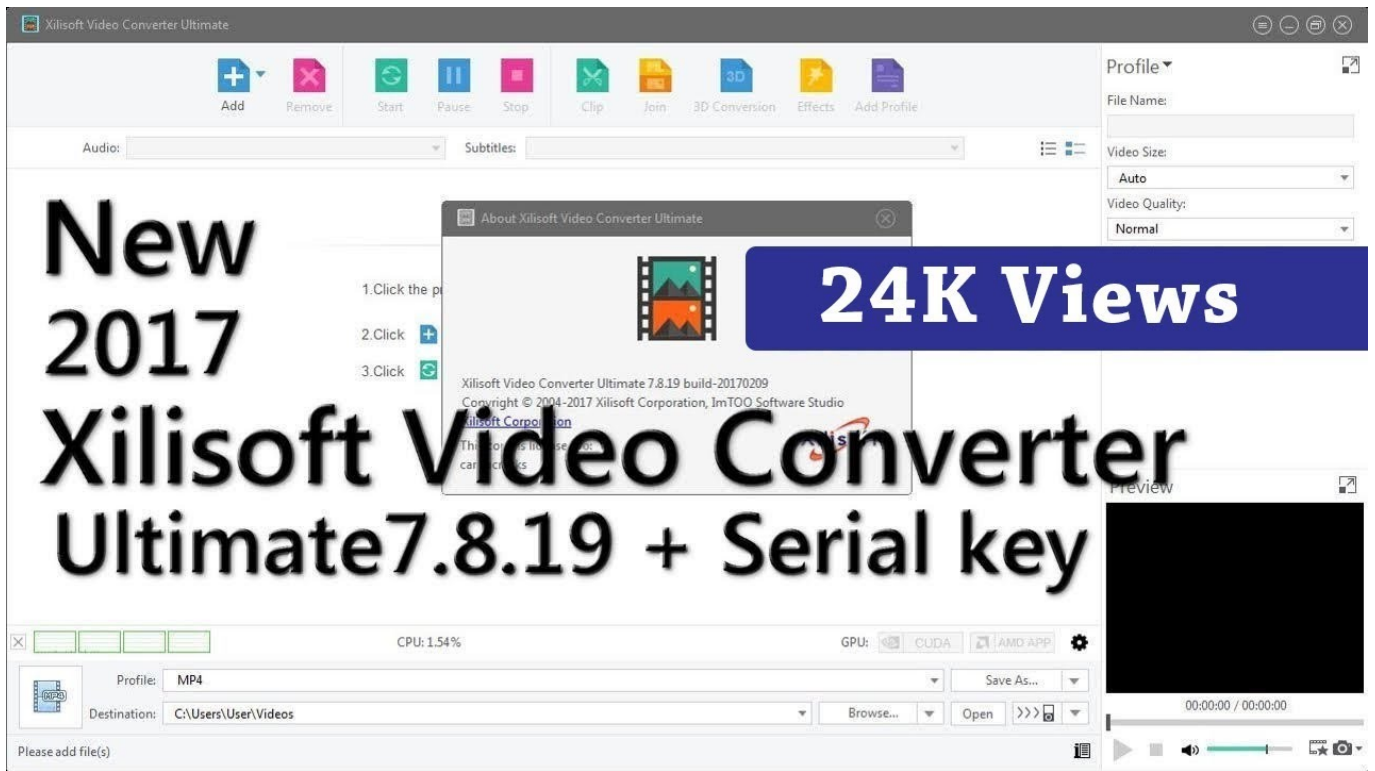 Xilisoft Video Converter Ultimate
Add
Remove
Start
Pause
Stop
Clip
Join
3D
3D Conversion
Effects
Add Profile
Profile
File Name:
Audio:
Subtitles:
Video Size:
Auto
Video Quality:
Normal
New
2017
Xilisoft Video Converter
Ultimate7.8.19 + Serial key
24K Views
1.Click the
2.Click
3.Click
About Xilisoft Video Converter Ultimate
Xilisoft Video Converter Ultimate 7.8.19 build-20170209
Copyright © 2004-2017 Xilisoft Corporation, ImTOO Software Studio
Xilisoft Corporation
Preview
CPU: 1.54%
GPU:
CUDA
AMD APP
Profile:
MP4
Save As...
Destination:
C:\Users\User\Videos
Browse...
Open
00:00:00 / 00:00:00
Please add file(s)